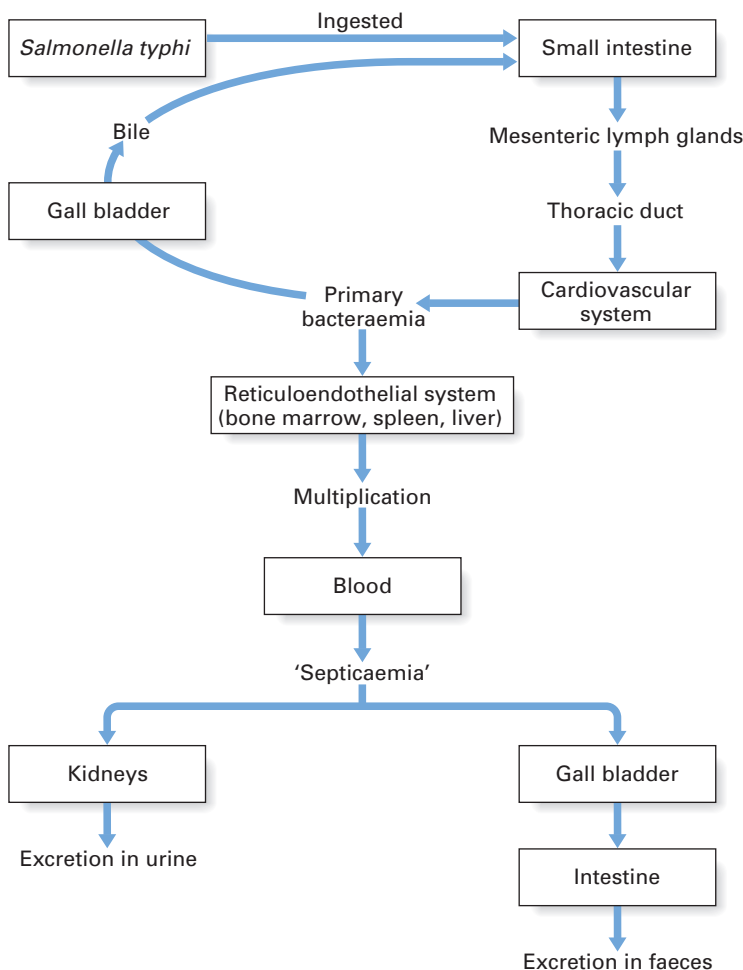 Ingested
Salmonella typhi
Small intestine
Bile
Mesenteric lymph glands
Gall bladder
Thoracic duct
Primary
bacteraemia
Cardiovascular
system
Reticuloendothelial system
(bone marrow, spleen, liver)
Multiplication
Blood
‘Septicaemia’
Kidneys
Gall bladder
Excretion in urine
Intestine
Excretion in faeces